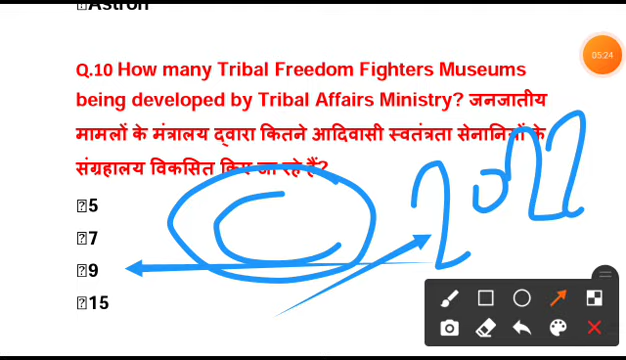 Astron
05:24
Q.10 How many Tribal Freedom Fighters Museums
being developed by Tribal Affairs Ministry? जनजातीय
मामलों के मंत्रालय द्वारा कितने आदिवासी स्वतंत्रता सेनानियों के
संग्रहालय विकसित किए जा रहे हैं?
2022
C
5
7
9
15